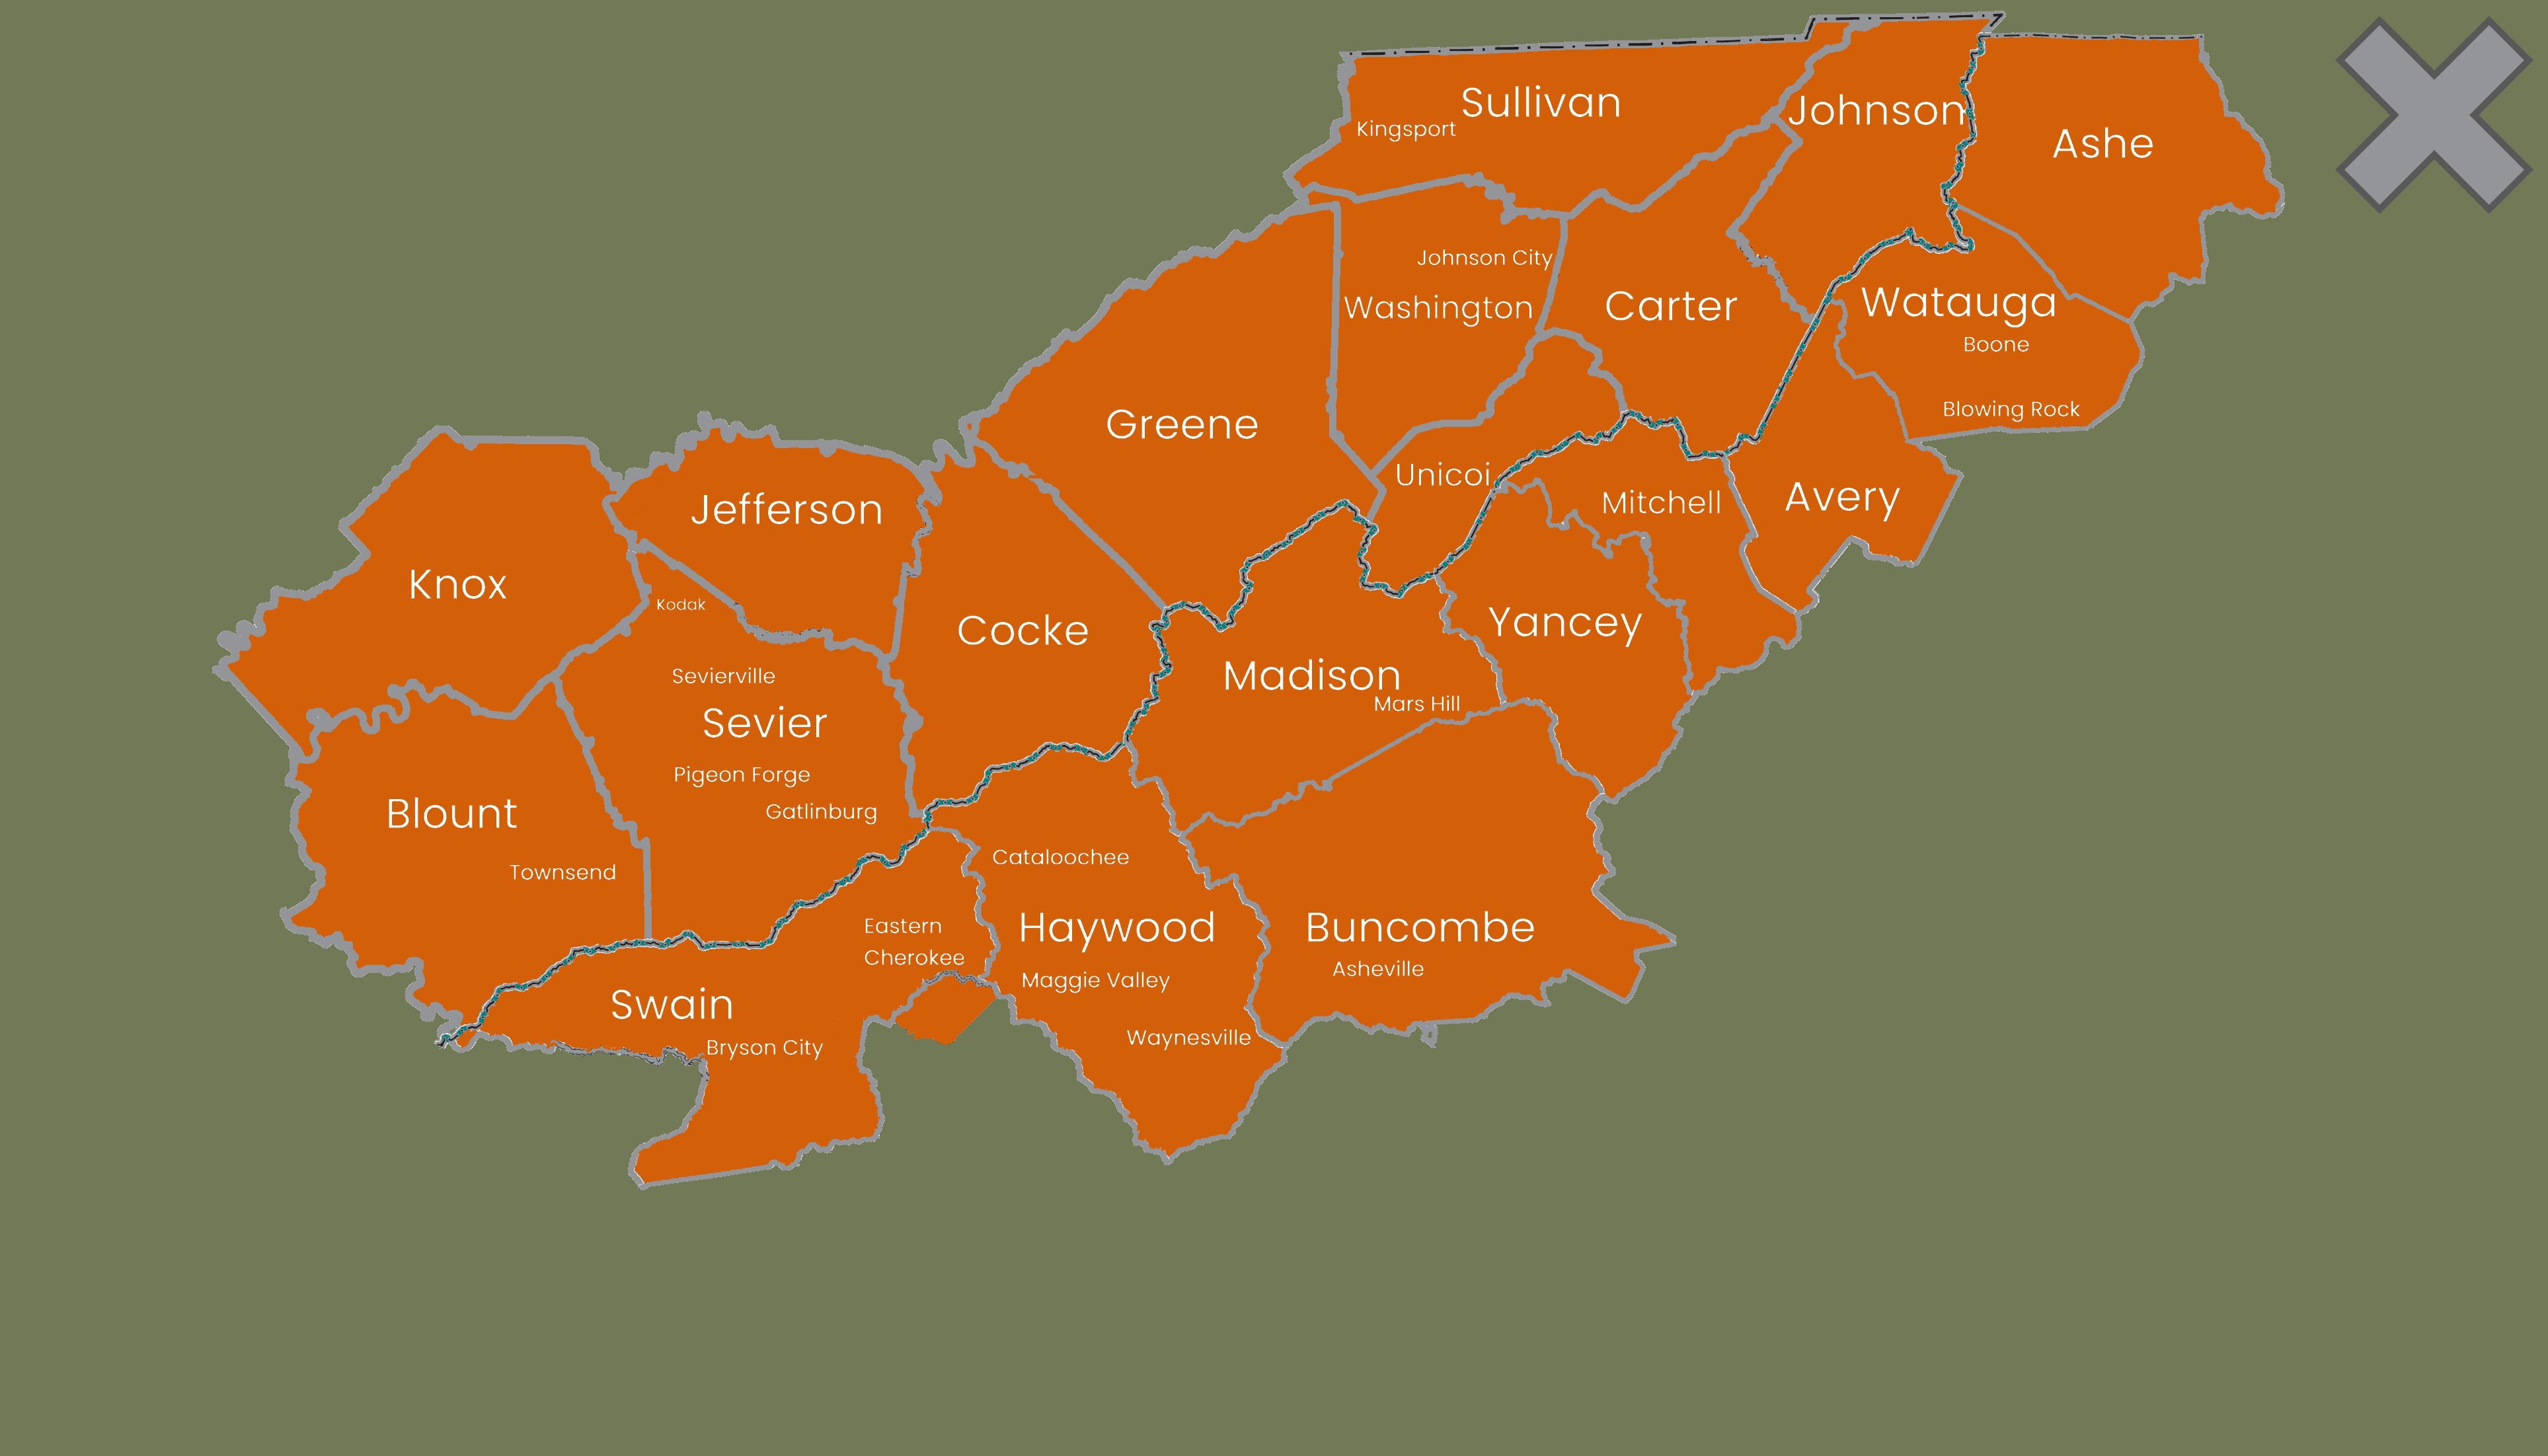 Sullivan
Kingsport
Johnson
Ashe
Johnson City
Washington
Carter
Watauga
Boone
Blowing Rock
Greene
Unicoi
Mitchell
Avery
Jefferson
Knox
Kodak
Cocke
Yancey
Madison
Mars Hill
Sevierville
Sevier
Pigeon Forge
Gatlinburg
Blount
Townsend
Cataloochee
Eastern
Cherokee
Haywood
Maggie Valley
Waynesville
Buncombe
Asheville
Swain
Bryson City